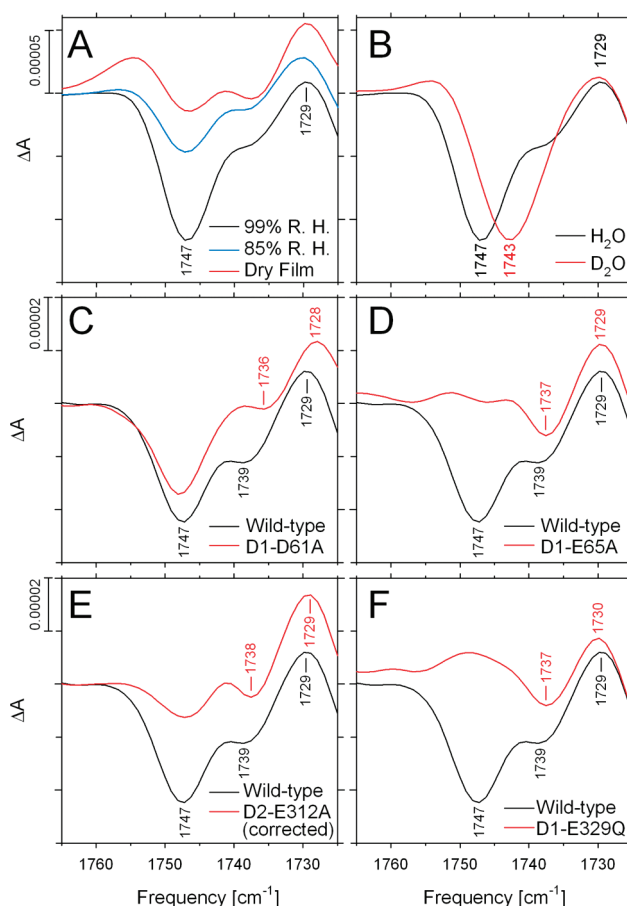 A
0.00005
ΔA
1729
1747
99% R. H.
85% R. H.
Dry Film
B
1729
1747
1743
H₂O
D₂O
C
0.00002
ΔA
1728
1736
1729
1739
1747
Wild-type
D1-D61A
D
1729
1737
1729
1739
1747
Wild-type
D1-E65A
E
0.00002
ΔA
1729
1738
1729
1739
1747
Wild-type
D2-E312A
(corrected)
1760 1750 1740 1730
Frequency [cm⁻¹]
F
1730
1737
1729
1739
1747
Wild-type
D1-E329Q
1760 1750 1740 1730
Frequency [cm⁻¹]